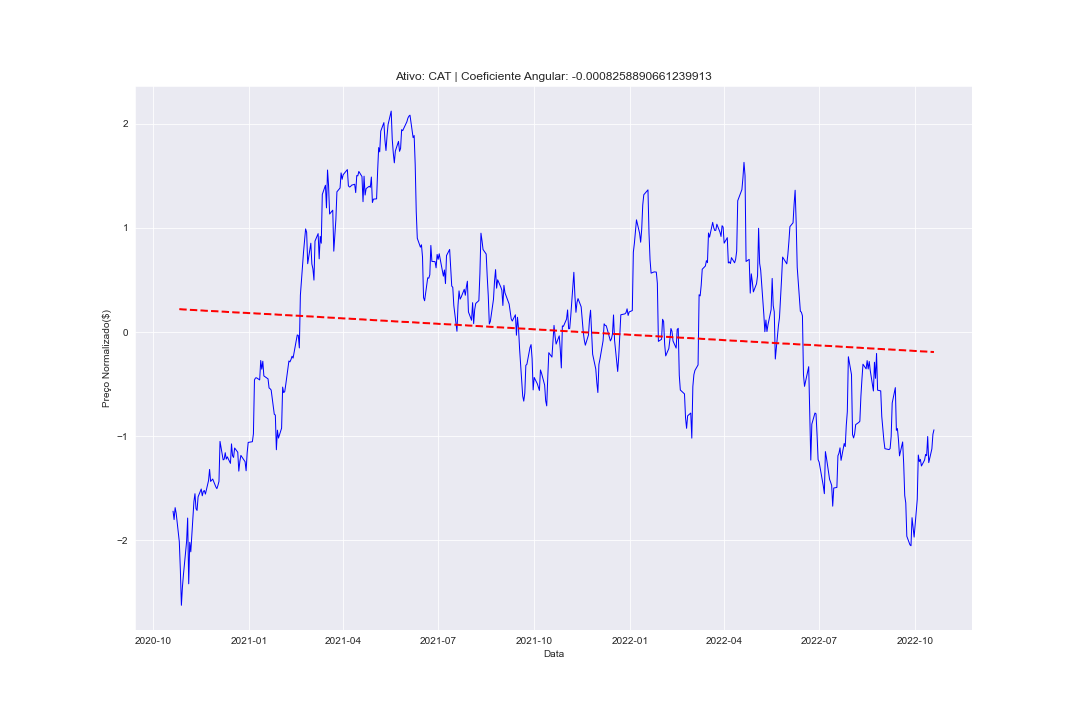 Ativo: CAT | Coeficiente Angular: -0.0008258890661239913
Preço Normalizado($)
2
1
0
−1
−2
2020-10 2021-01 2021-04 2021-07 2021-10 2022-01 2022-04 2022-07 2022-10
Data